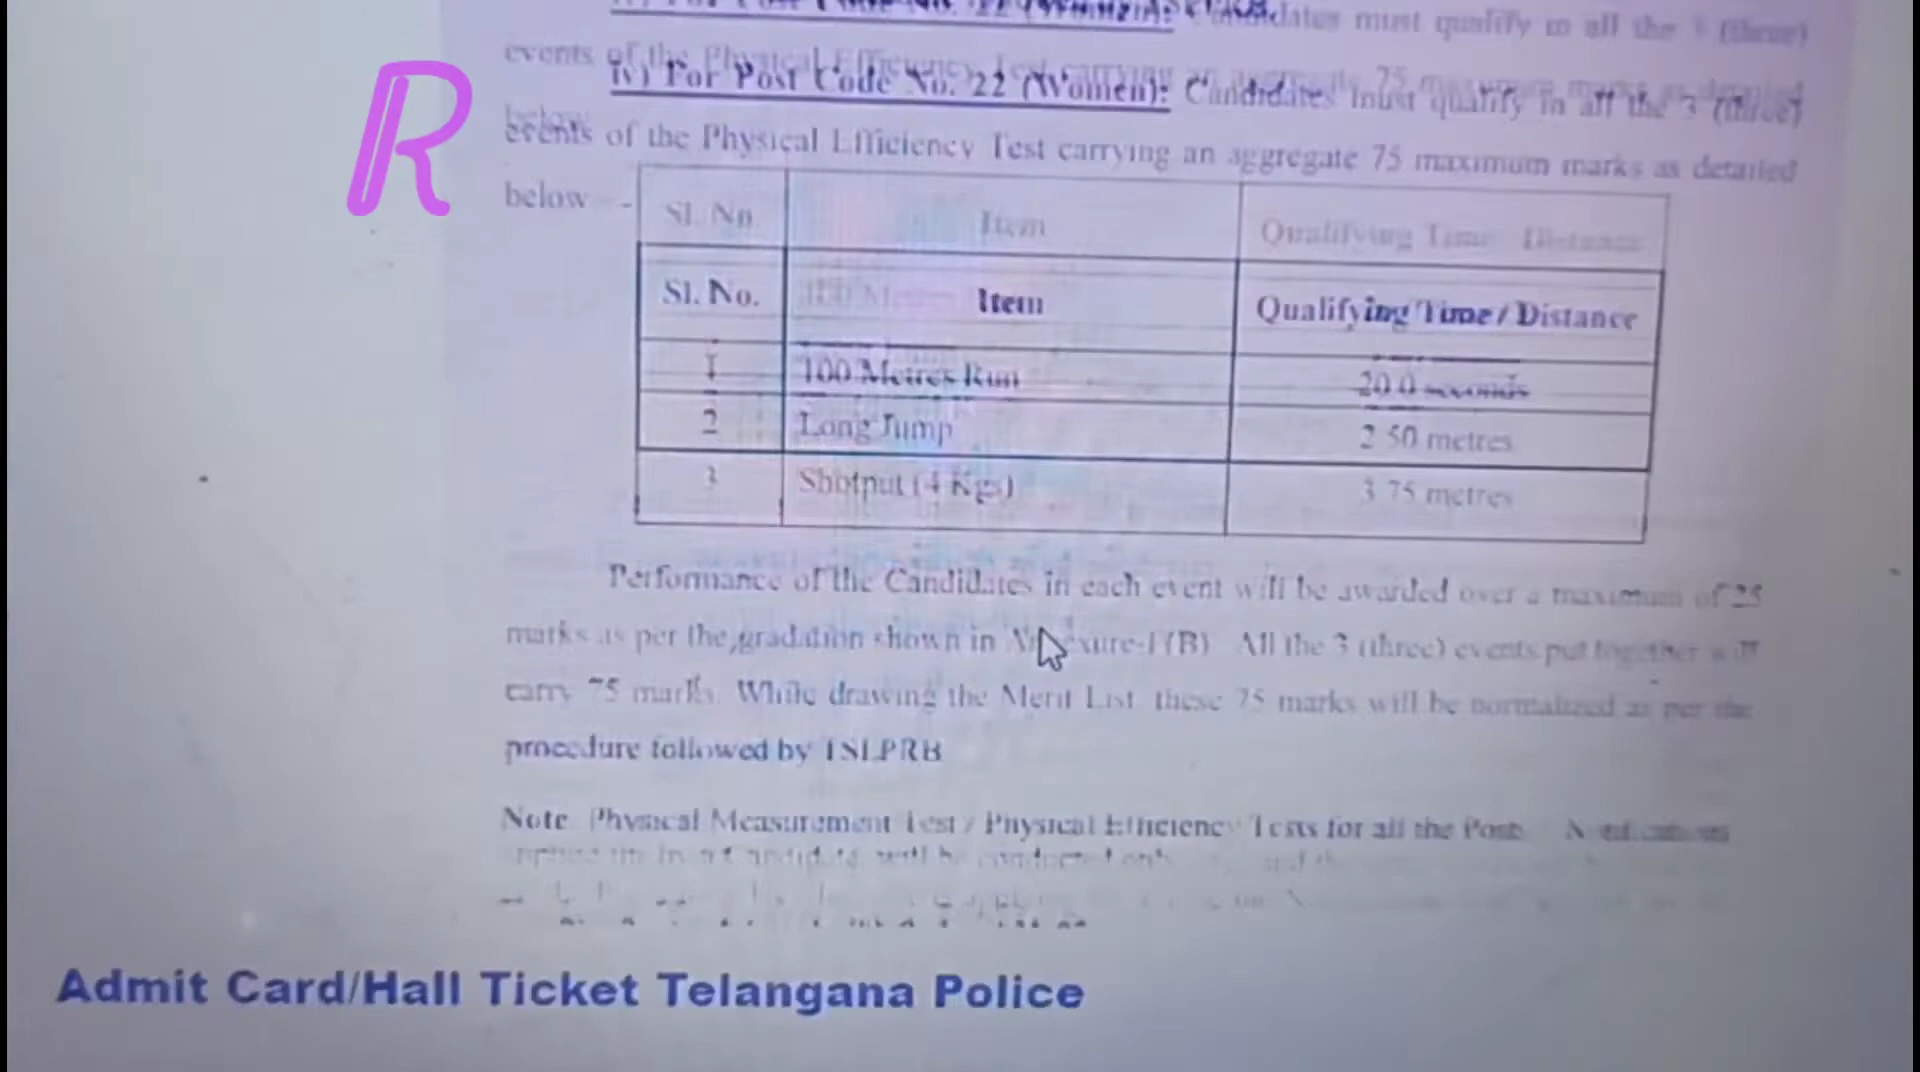 R
iv) For Post Code No. 22 (Women): Candidates must qualify in all the 3 (three)
events of the Physical Efficiency Test carrying an aggregate 75 maximum marks as detailed
below -
Sl. No. Item Qualifying Time / Distance
1 100 Metres Run 20.0 seconds
2 Long Jump 2.50 metres
3 Shotput (4 Kgs) 3.75 metres
Performance of the Candidates in each event will be awarded over a maximum of 25
marks as per the gradation shown in Annexure-I (B). All the 3 (three) events put together will
carry 75 marks. While drawing the Merit List, these 75 marks will be normalized as per the
procedure followed by TSLPRB
Note: Physical Measurement Test / Physical Efficiency Tests for all the Posts Notifications
Candidate will be conducted only
Admit Card/Hall Ticket Telangana Police